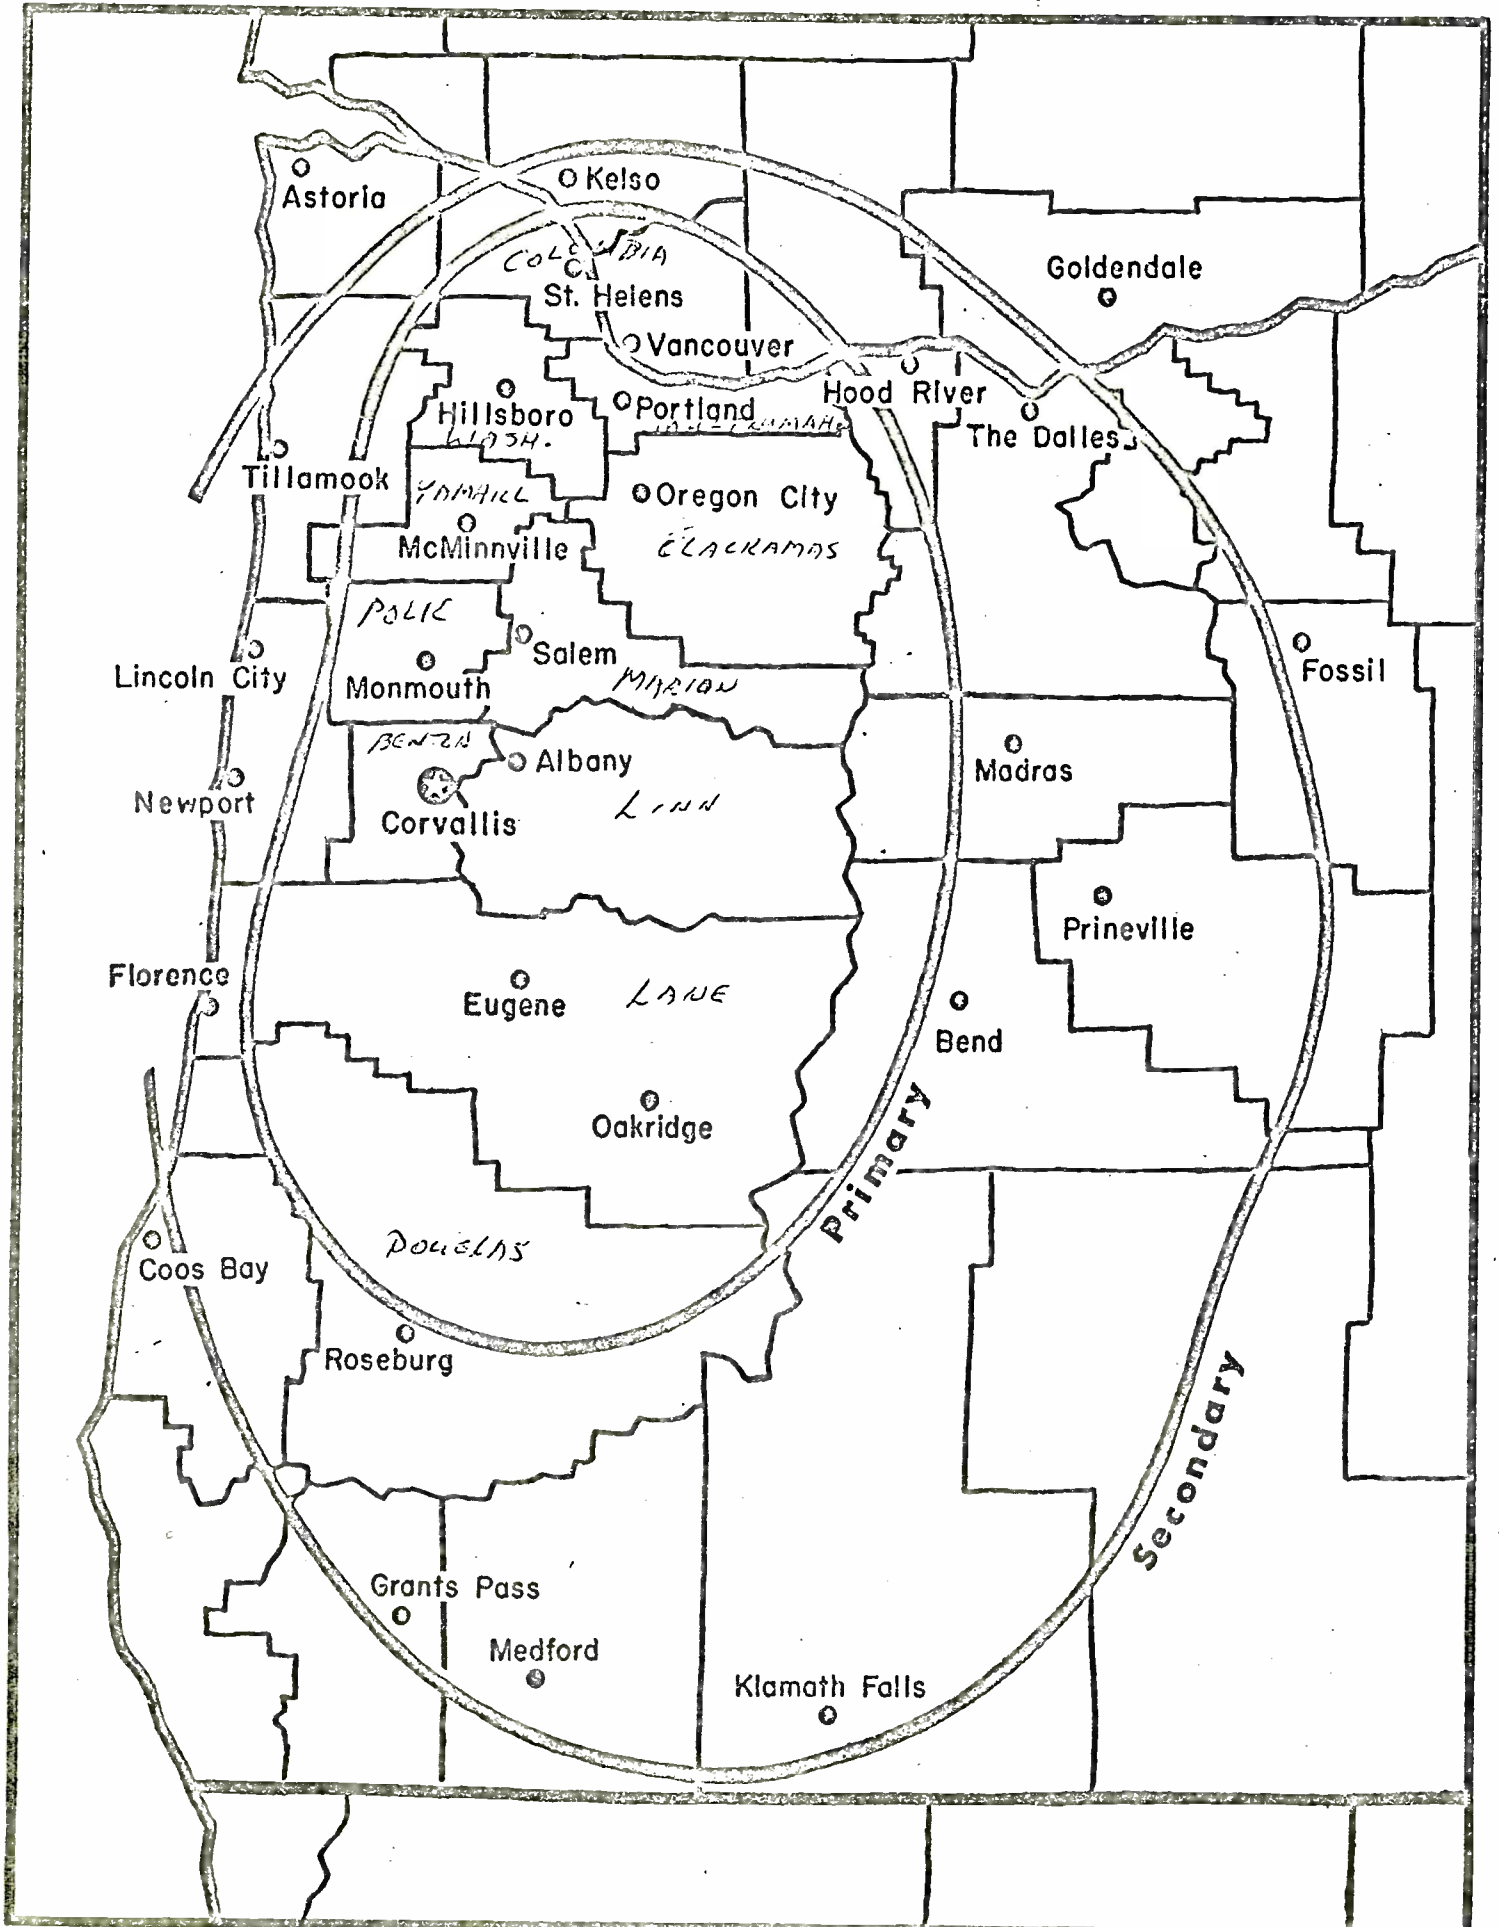 Kelso
Astoria
COLUMBIA
Goldendale
St. Helens
Vancouver
Hood River
Hillsboro
Portland
WASH.
The Dalles
Tillamook
YAMHILL
Oregon City
McMinnville
CLACKAMAS
POLK
Salem
Fossil
Lincoln City
Monmouth
MARION
BENTON
Albany
Madras
Newport
LINN
Corvallis
Prineville
Florence
Eugene
LANE
Bend
Oakridge
Primary
DOUGLAS
Coos Bay
Roseburg
Secondary
Grants Pass
Medford
Klamath Falls